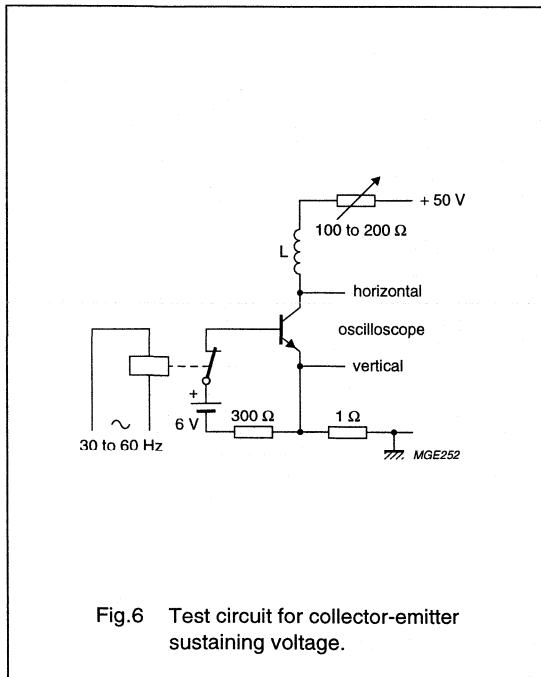 + 50 V
100 to 200 Ω
L
horizontal
oscilloscope
vertical
+
6 V
300 Ω
1 Ω
30 to 60 Hz
MGE252
Fig.6 Test circuit for collector-emitter
sustaining voltage.